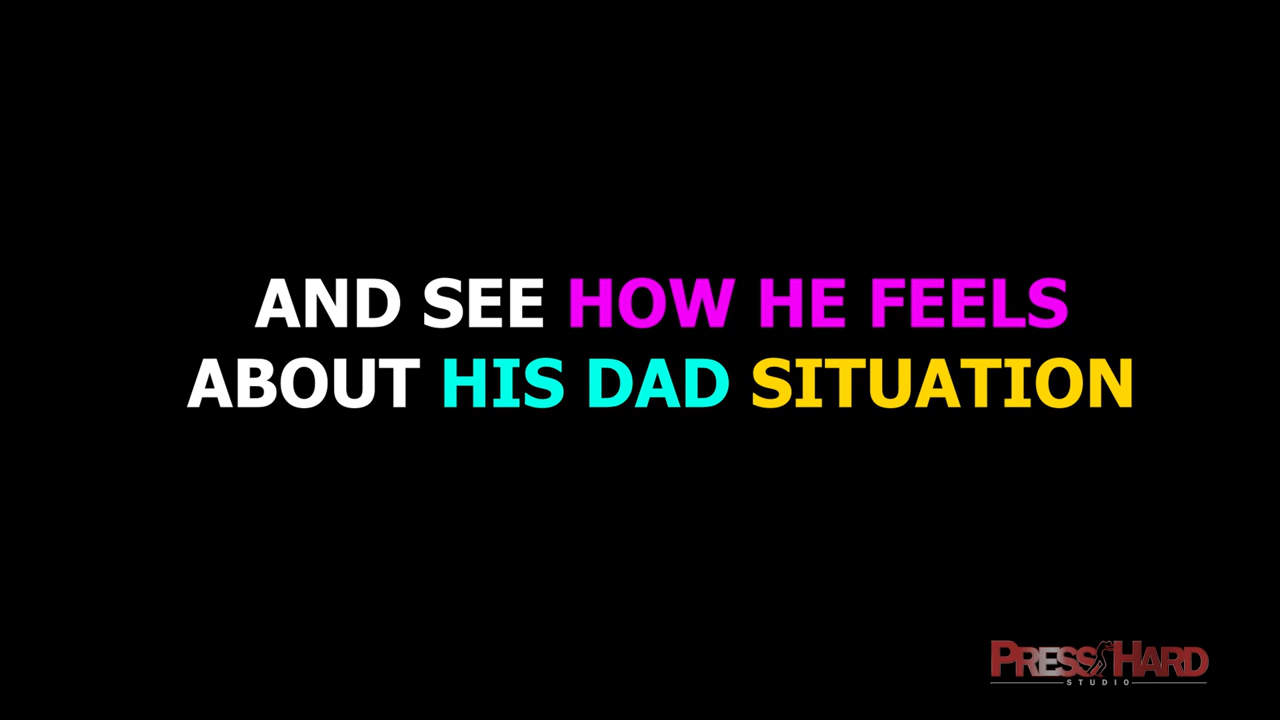 AND SEE HOW HE FEELS
ABOUT HIS DAD SITUATION
PRESS HARD
STUDIO